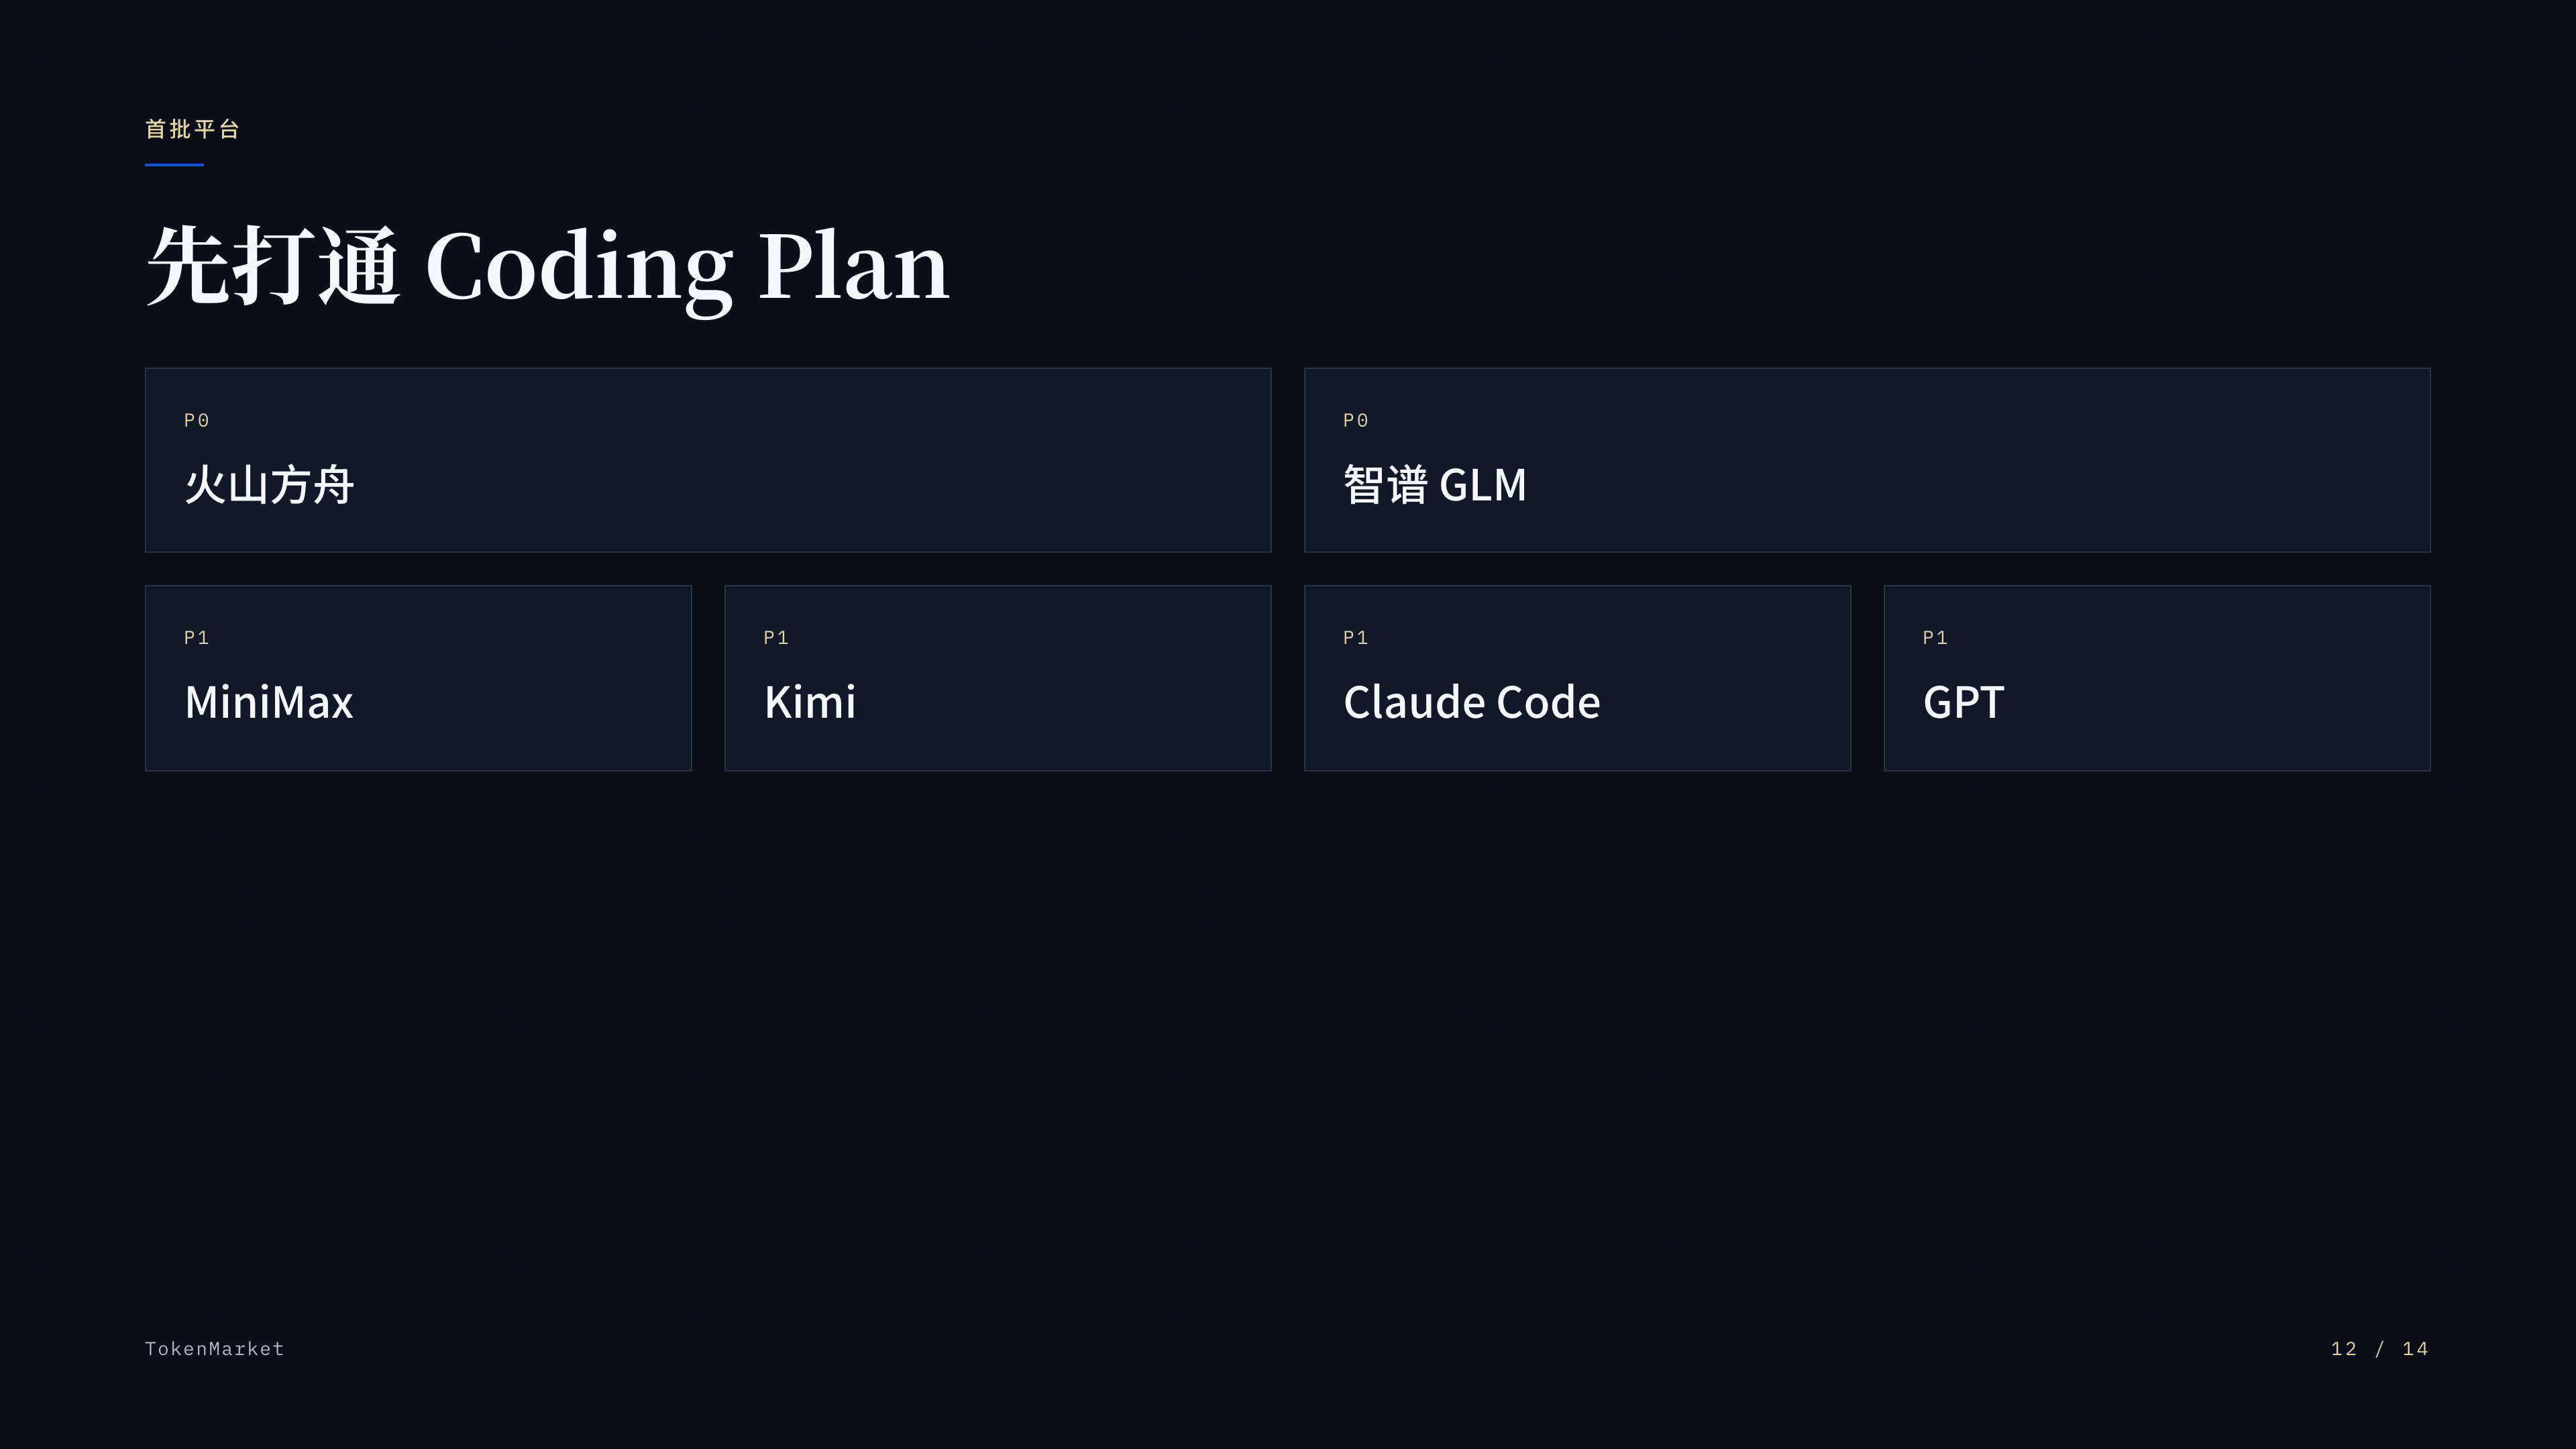 首批平台
先打通 Coding Plan
P0
火山方舟
P0
智谱 GLM
P1
MiniMax
P1
Kimi
P1
Claude Code
P1
GPT
TokenMarket
12 / 14